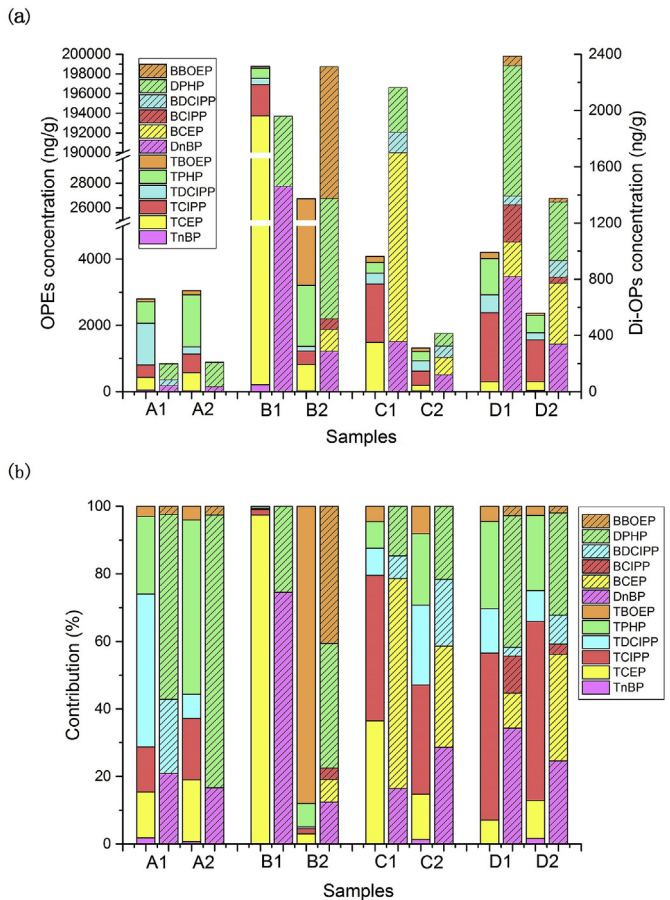 (a)
200000
198000
196000
194000
192000
190000
28000
26000
4000
2000
0
OPEs concentration (ng/g)
BBOEP
DPHP
BDCIPP
BCIPP
BCEP
DnBP
TBOEP
TPHP
TDCIPP
TCIPP
TCEP
TnBP
2400
2000
1600
1200
800
400
0
Di-OPs concentration (ng/g)
A1 A2 B1 B2 C1 C2 D1 D2
Samples
(b)
100
80
60
40
20
0
Contribution (%)
BBOEP
DPHP
BDCIPP
BCIPP
BCEP
DnBP
TBOEP
TPHP
TDCIPP
TCIPP
TCEP
TnBP
A1 A2 B1 B2 C1 C2 D1 D2
Samples